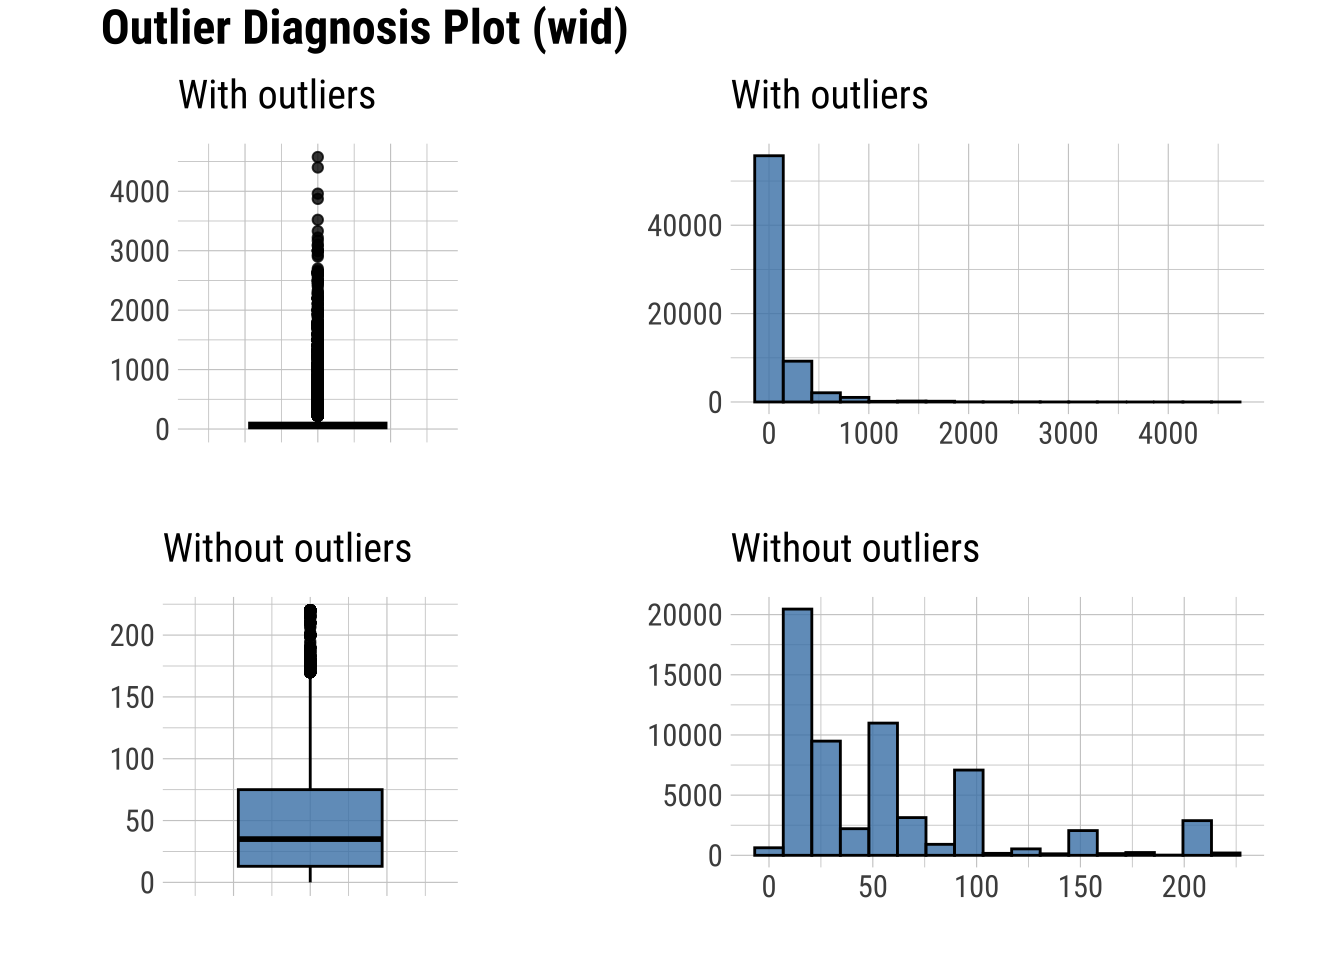 Outlier Diagnosis Plot (wid)
With outliers
4000
3000
2000
1000
0
With outliers
40000
20000
0
0 1000 2000 3000 4000
Without outliers
200
150
100
50
0
Without outliers
20000
15000
10000
5000
0
0 50 100 150 200